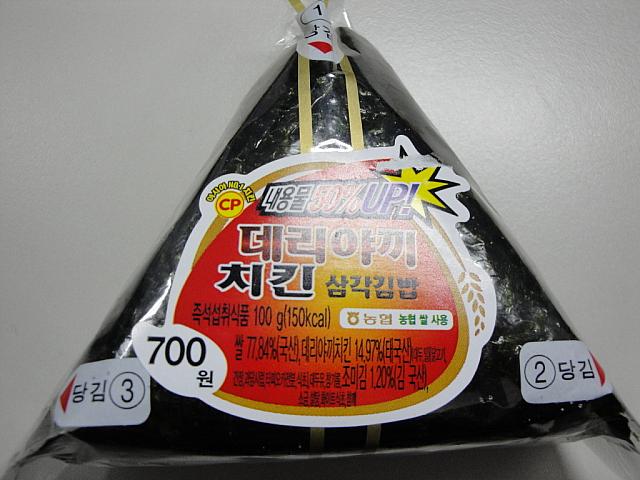 1
당김
CP
내용물 50% UP!
데리야끼
치킨 삼각김밥
즉석섭취식품 100 g(150kcal)
농협 농협 쌀 사용
700
원
쌀 77.84%(국산), 데리야끼치킨 14.97%(태국산)
조미김 1.20%(김 국산),
당김 3
2 당김